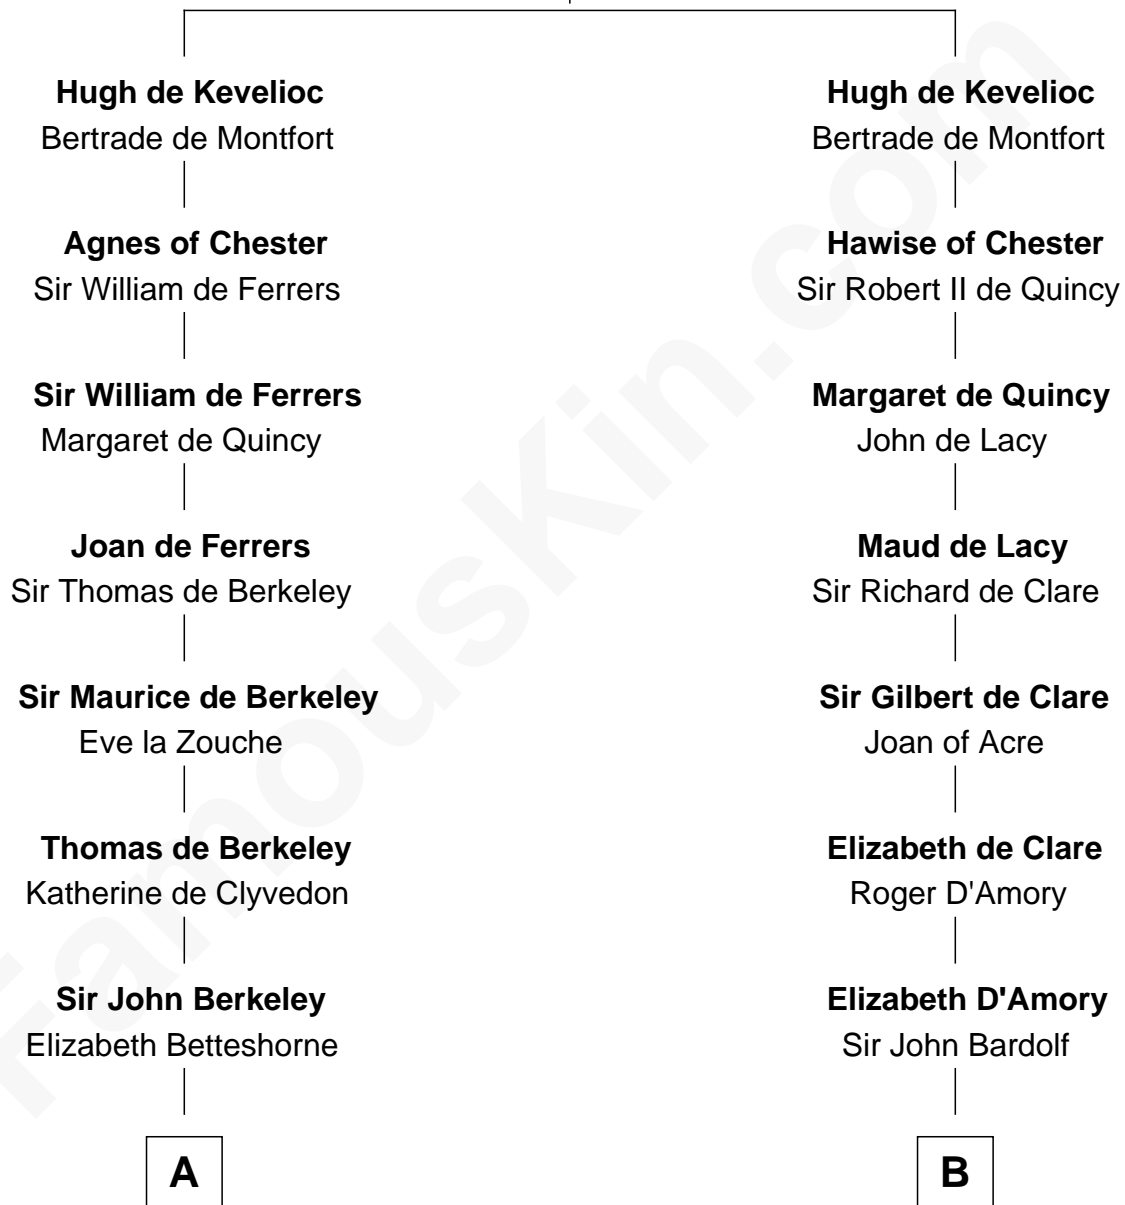 Hugh de Kevelioc
Bertrade de Montfort
Agnes of Chester
Sir William de Ferrers
Sir William de Ferrers
Margaret de Quincy
Joan de Ferrers
Sir Thomas de Berkeley
Sir Maurice de Berkeley
Eve la Zouche
Thomas de Berkeley
Katherine de Clyvedon
Sir John Berkeley
Elizabeth Betteshorne
A
Hugh de Kevelioc
Bertrade de Montfort
Hawise of Chester
Sir Robert II de Quincy
Margaret de Quincy
John de Lacy
Maud de Lacy
Sir Richard de Clare
Sir Gilbert de Clare
Joan of Acre
Elizabeth de Clare
Roger D'Amory
Elizabeth D'Amory
Sir John Bardolf
B
FamousKin.com